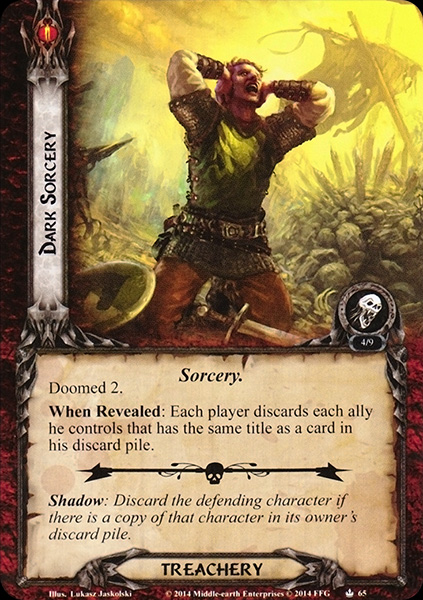 DARK SORCERY
4/9
Sorcery.
Doomed 2.
When Revealed: Each player discards each ally
he controls that has the same title as a card in
his discard pile.
Shadow: Discard the defending character if
there is a copy of that character in its owner's
discard pile.
TREACHERY
Illus. Lukasz Jaskolski © 2014 Middle-earth Enterprises © 2014 FFG 65